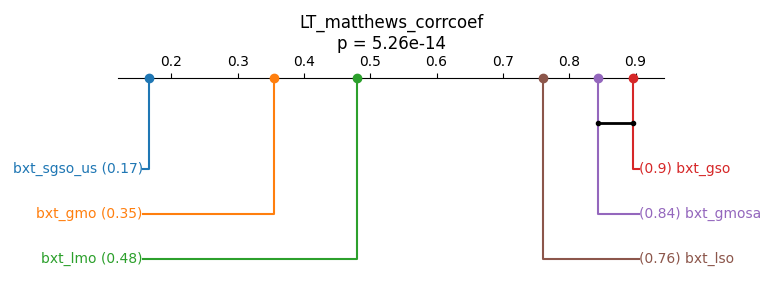 LT_matthews_corrcoef
p = 5.26e-14
0.2 0.3 0.4 0.5 0.6 0.7 0.8 0.9
bxt_sgso_us (0.17) (0.9) bxt_gso
bxt_gmo (0.35) (0.84) bxt_gmosa
bxt_lmo (0.48) (0.76) bxt_lso